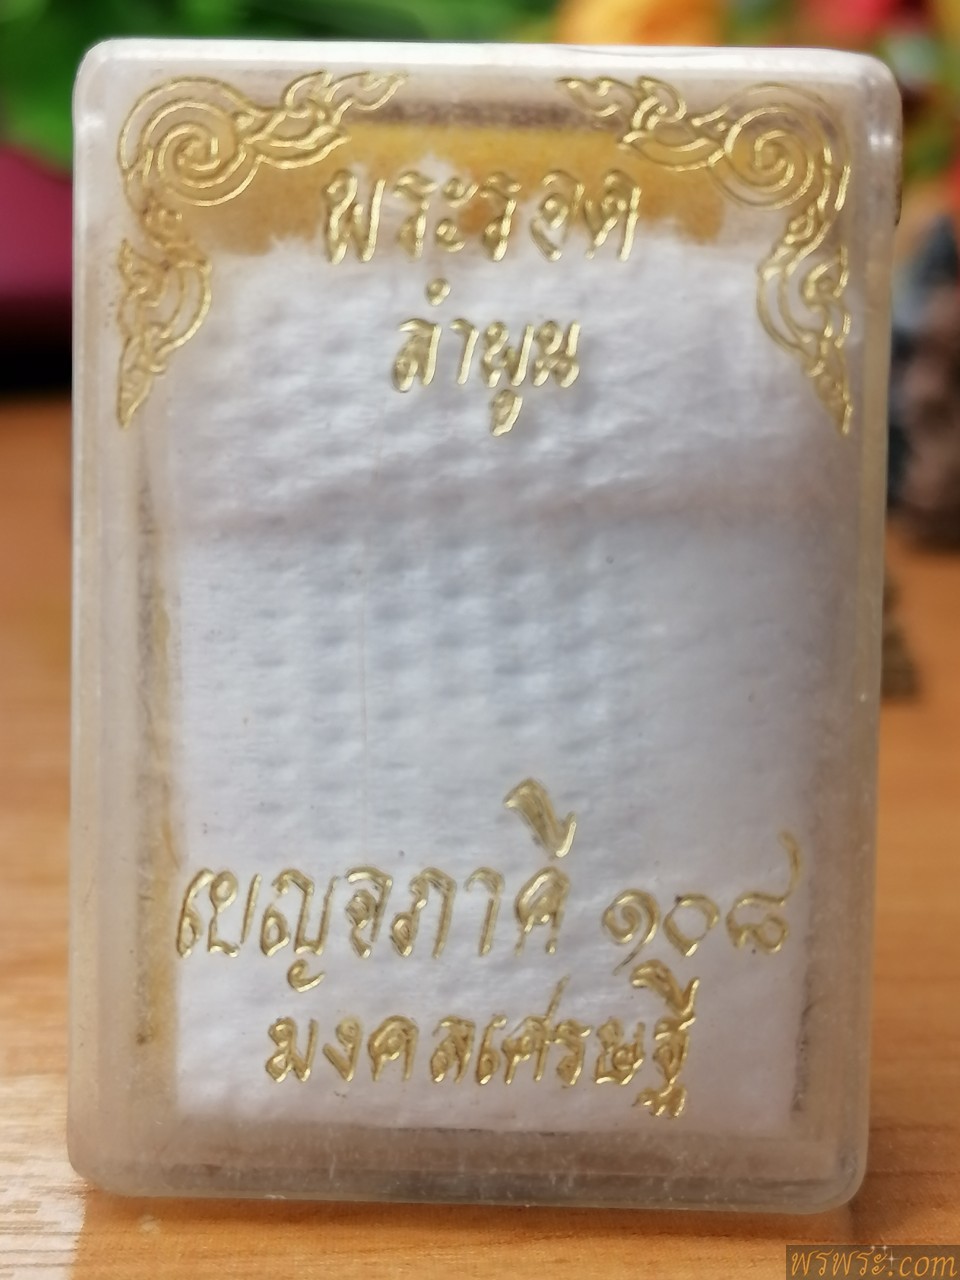 พระรอด
ลำพูน
เบญจภาคี ๑๐๘
มงคลเศรษฐี
พรพระ.com